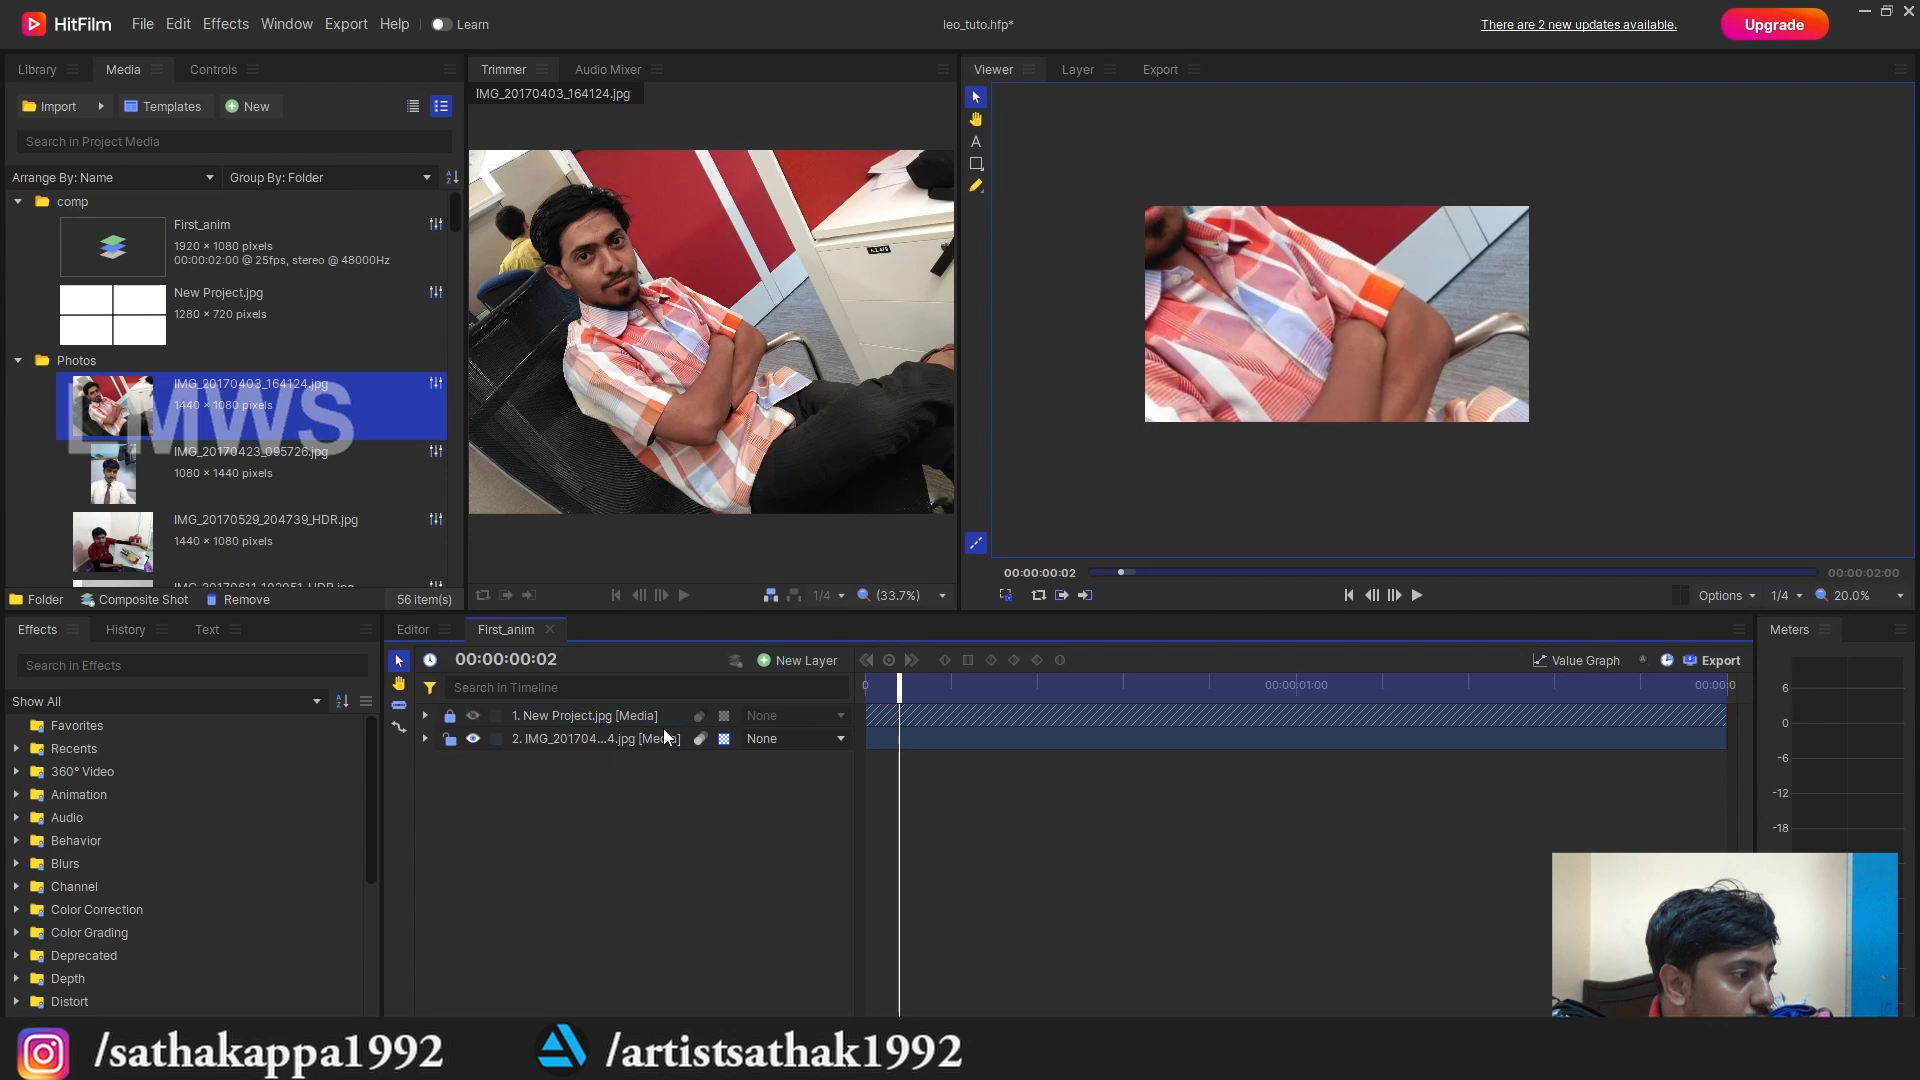 HitFilm File Edit Effects Window Export Help Learn leo_tuto.hfp* There are 2 new updates available. Upgrade
Library Media Controls Trimmer Audio Mixer Viewer Layer Export
Import Templates New IMG_20170403_164124.jpg
Search in Project Media
Arrange By: Name Group By: Folder
comp
First_anim
1920 × 1080 pixels
00:00:02:00 @ 25fps, stereo @ 48000Hz
New Project.jpg
1280 × 720 pixels
Photos
IMG_20170403_164124.jpg
1440 × 1080 pixels
LMWS
IMG_20170423_095726.jpg
1080 × 1440 pixels
IMG_20170529_204739_HDR.jpg
1440 × 1080 pixels
00:00:00:02 00:00:02:00
Folder Composite Shot Remove 56 item(s) 1/4 (33.7%) Options 1/4 20.0%
Effects History Text Editor First_anim Meters
Search in Effects 00:00:00:02 New Layer Value Graph Export
Search in Timeline 0 00:00:01:00 00:00:0
Show All
1. New Project.jpg [Media] None
2. IMG_201704...4.jpg [Media] None
Favorites
Recents
360° Video
Animation
Audio
Behavior
Blurs
Channel
Color Correction
Color Grading
Deprecated
Depth
Distort
6
0
-6
-12
-18
/sathakappa1992 /artistsathak1992